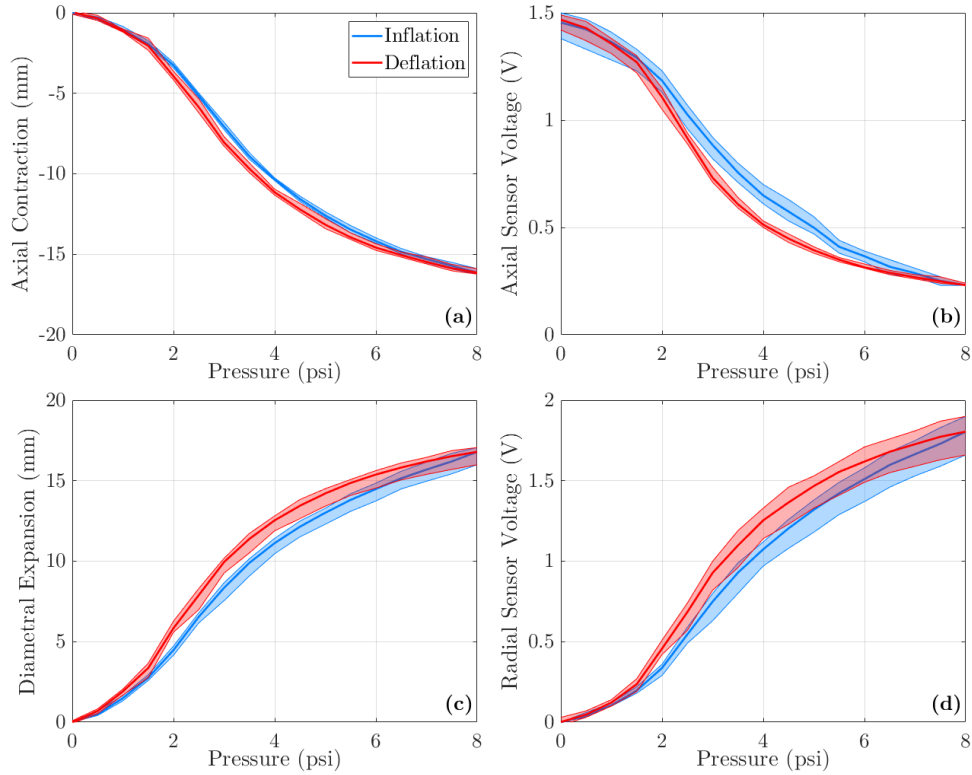 0
-5
-10
-15
-20
Axial Contraction (mm)
Inflation
Deflation
(a)
0 2 4 6 8
Pressure (psi)
1.5
1
0.5
0
Axial Sensor Voltage (V)
(b)
0 2 4 6 8
Pressure (psi)
20
15
10
5
0
Diametral Expansion (mm)
(c)
0 2 4 6 8
Pressure (psi)
2
1.5
1
0.5
0
Radial Sensor Voltage (V)
(d)
0 2 4 6 8
Pressure (psi)